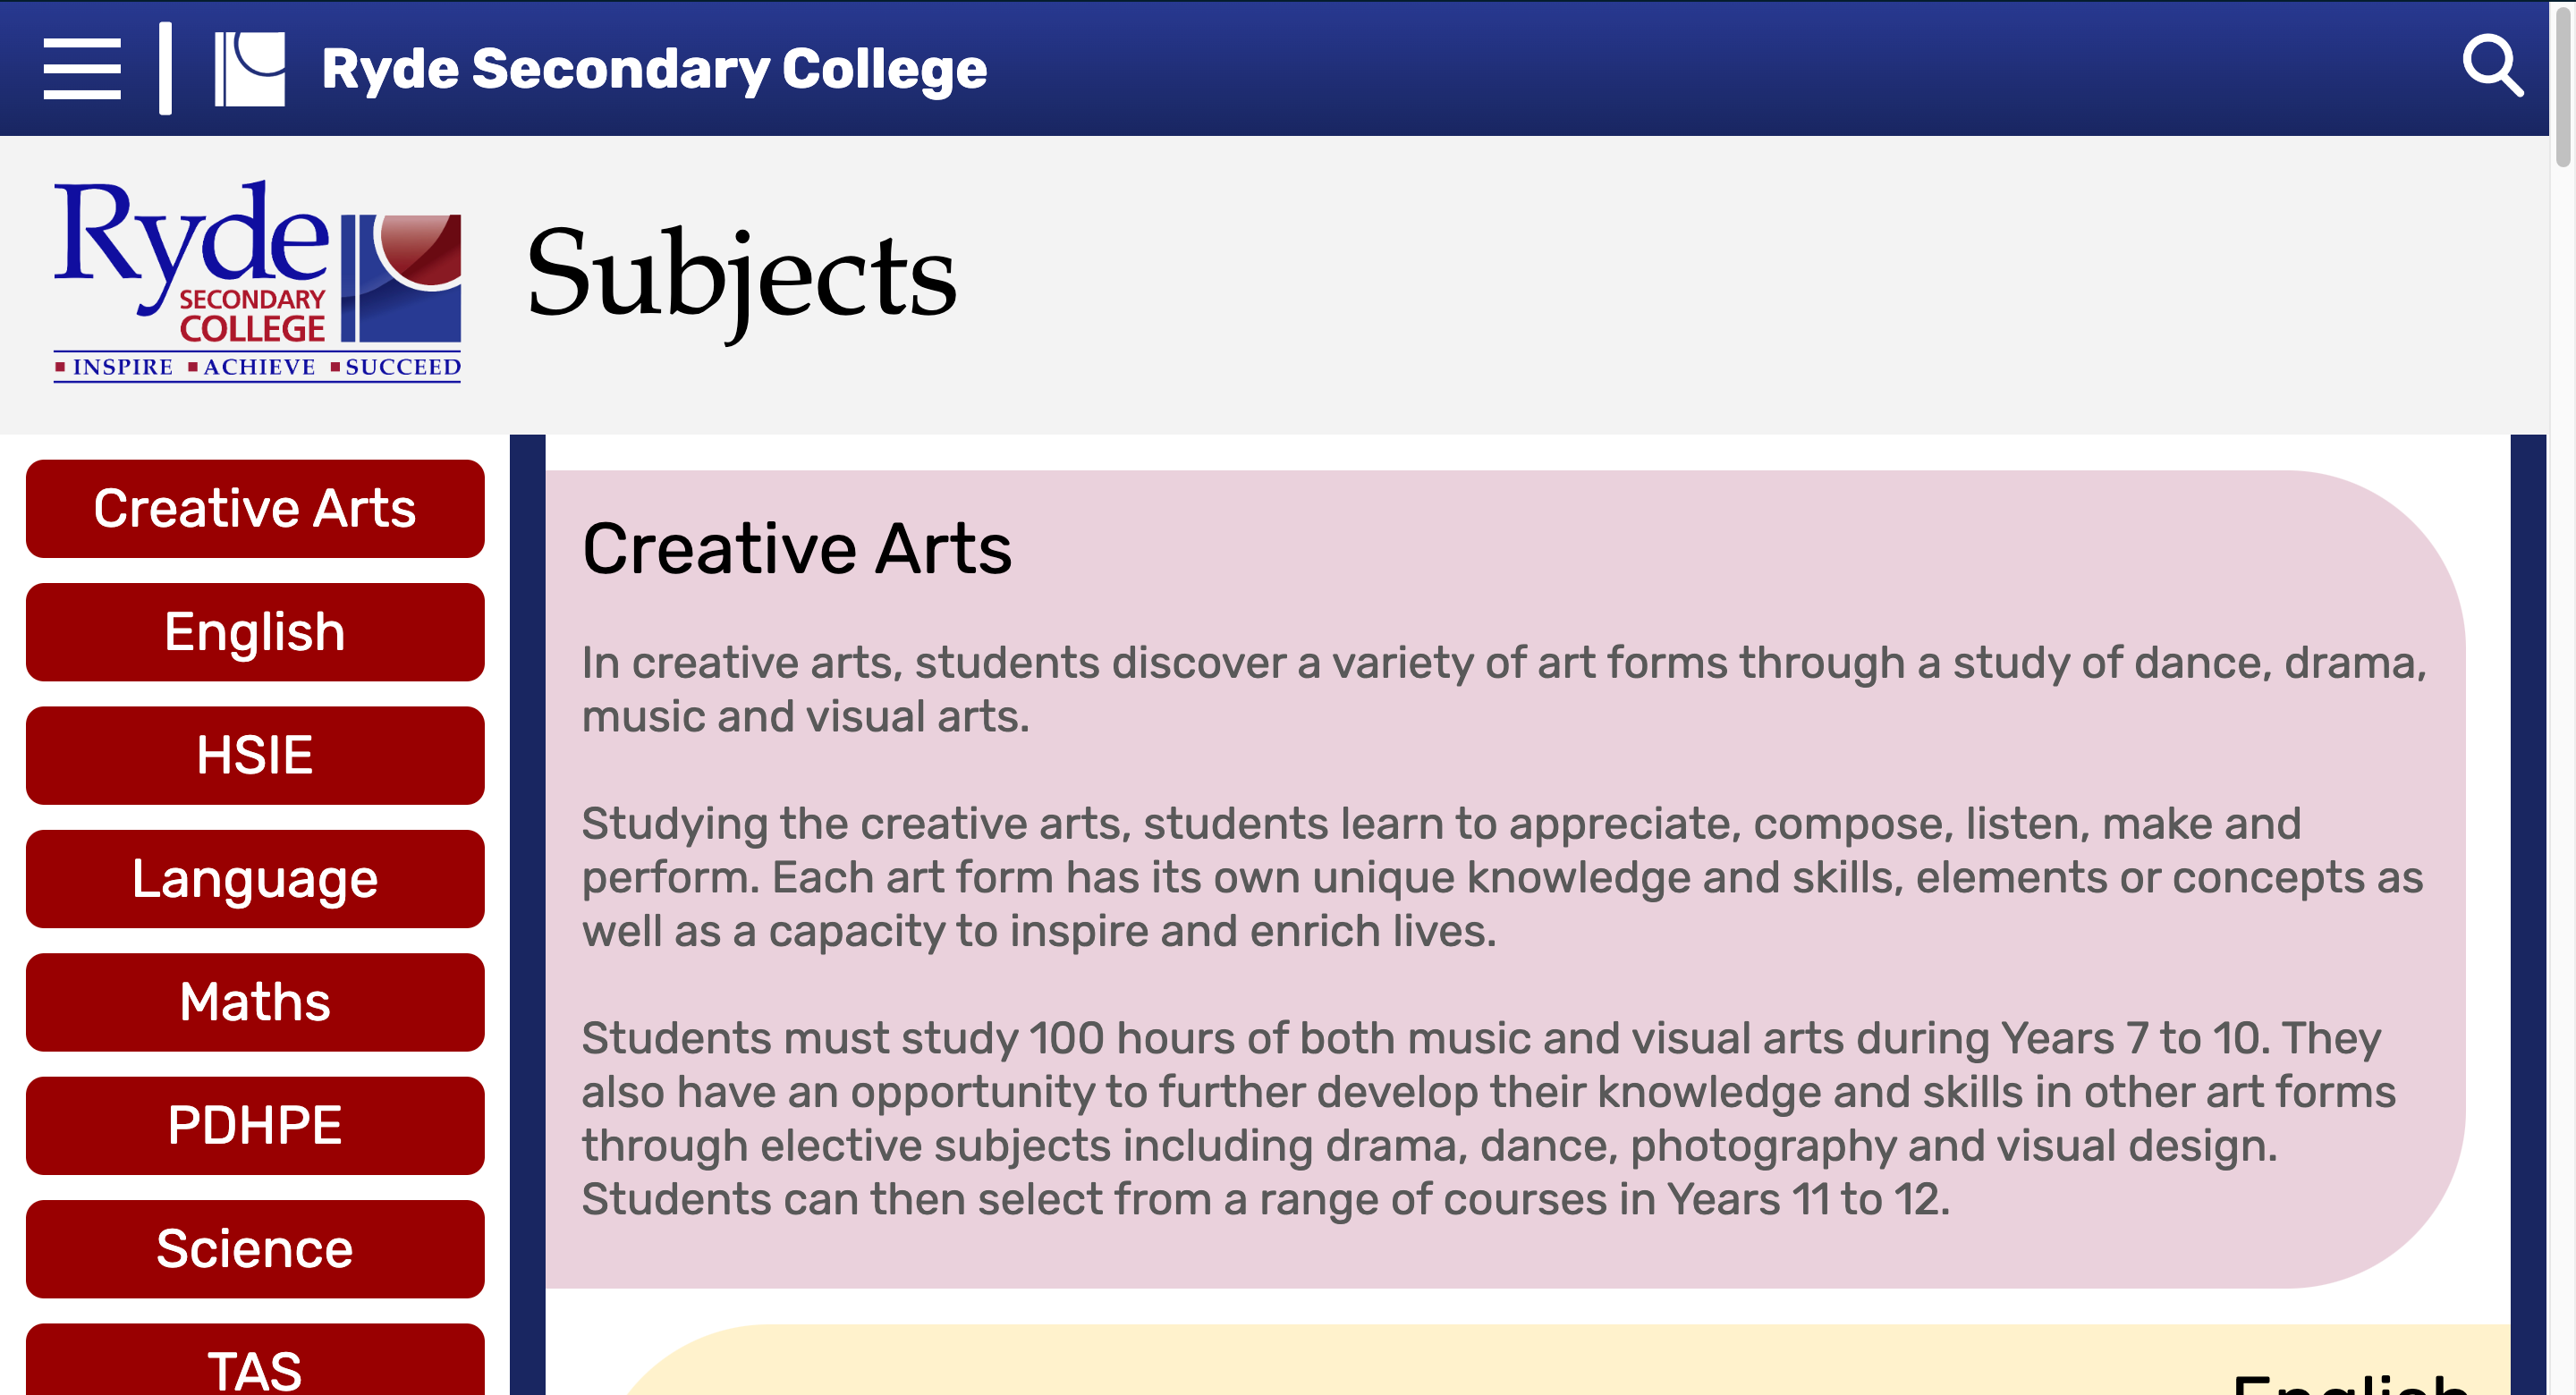 Ryde Secondary College
Ryde
SECONDARY
COLLEGE
INSPIRE ACHIEVE SUCCEED
Subjects
Creative Arts
English
HSIE
Language
Maths
PDHPE
Science
TAS
Creative Arts
In creative arts, students discover a variety of art forms through a study of dance, drama,
music and visual arts.
Studying the creative arts, students learn to appreciate, compose, listen, make and
perform. Each art form has its own unique knowledge and skills, elements or concepts as
well as a capacity to inspire and enrich lives.
Students must study 100 hours of both music and visual arts during Years 7 to 10. They
also have an opportunity to further develop their knowledge and skills in other art forms
through elective subjects including drama, dance, photography and visual design.
Students can then select from a range of courses in Years 11 to 12.
English